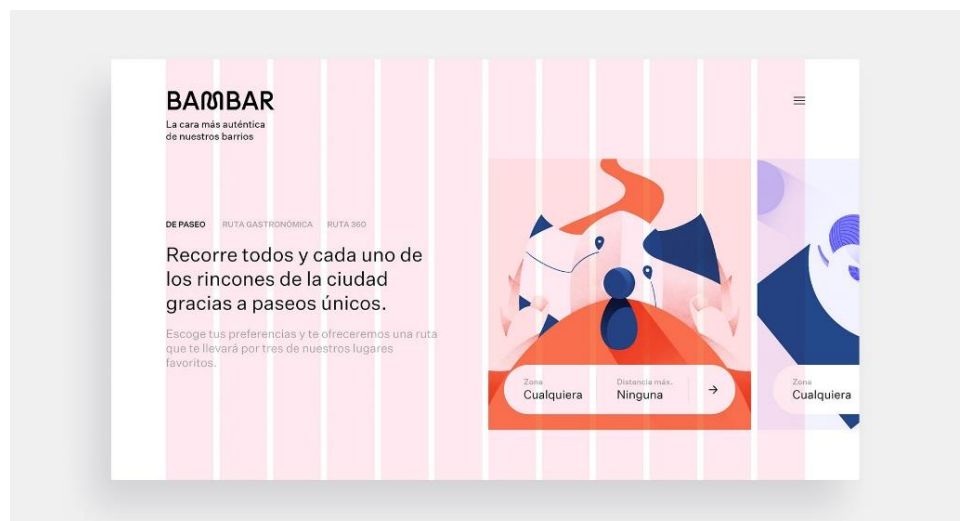 BAMBAR
La cara más auténtica
de nuestros barrios
DE PASEO RUTA GASTRONÓMICA RUTA 360
Recorre todos y cada uno de
los rincones de la ciudad
gracias a paseos únicos.
Escoge tus preferencias y te ofreceremos una ruta
que te llevará por tres de nuestros lugares
favoritos.
Zona Distancia máx.
Cualquiera Ninguna
Zona
Cualquiera